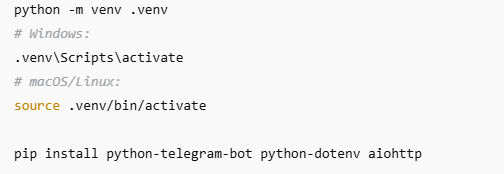 python -m venv .venv
# Windows:
.venv\Scripts\activate
# macOS/Linux:
source .venv/bin/activate
pip install python-telegram-bot python-dotenv aiohttp